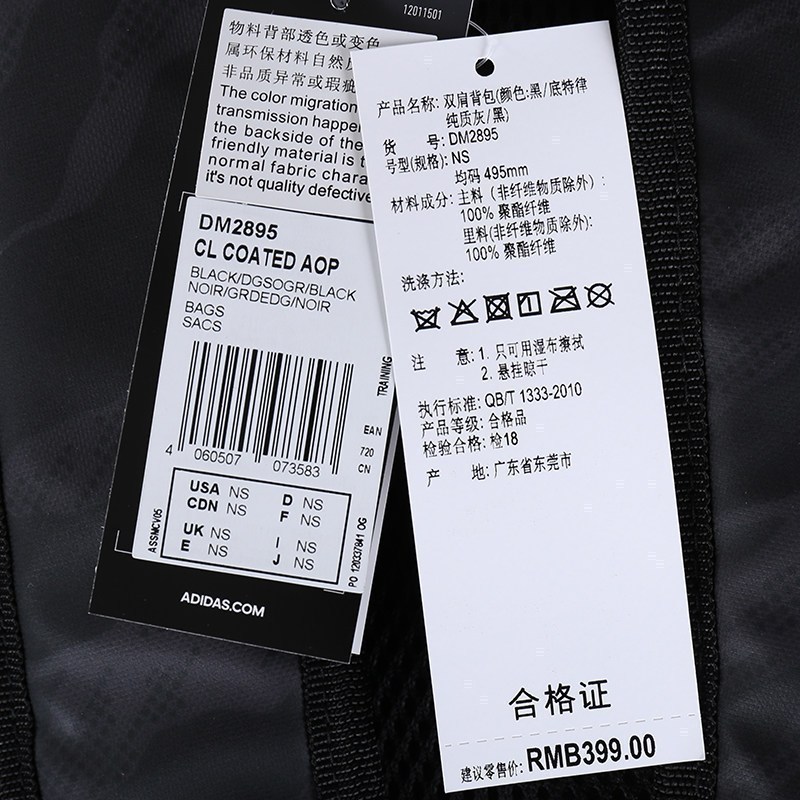 12011501
物料背部透色或变色
属环保材料自然
非品质异常或瑕疵
The color migration
transmission happen
the backside of the
friendly material is
normal fabric chara
it's not quality defective
DM2895
CL COATED AOP
BLACK/DGSOGR/BLACK
NOIR/GRDEDG/NOIR
BAGS
SACS
TRAINING
EAN
720
CN
4 060507 073583
ASSMCV05
USA NS D NS
CDN NS F NS
UK NS I NS
E NS J NS
PO 120337841 OG
ADIDAS.COM
产品名称: 双肩背包(颜色:黑/底特律
纯质灰/黑)
货 号: DM2895
号型(规格): NS
均码 495mm
材料成分: 主料（非纤维物质除外）:
100% 聚酯纤维
里料(非纤维物质除外):
100% 聚酯纤维
洗涤方法:
注 意: 1. 只可用湿布擦拭
2. 悬挂晾干
执行标准: QB/T 1333-2010
产品等级: 合格品
检验合格: 检18
产 地: 广东省东莞市
合格证
建议零售价: RMB399.00